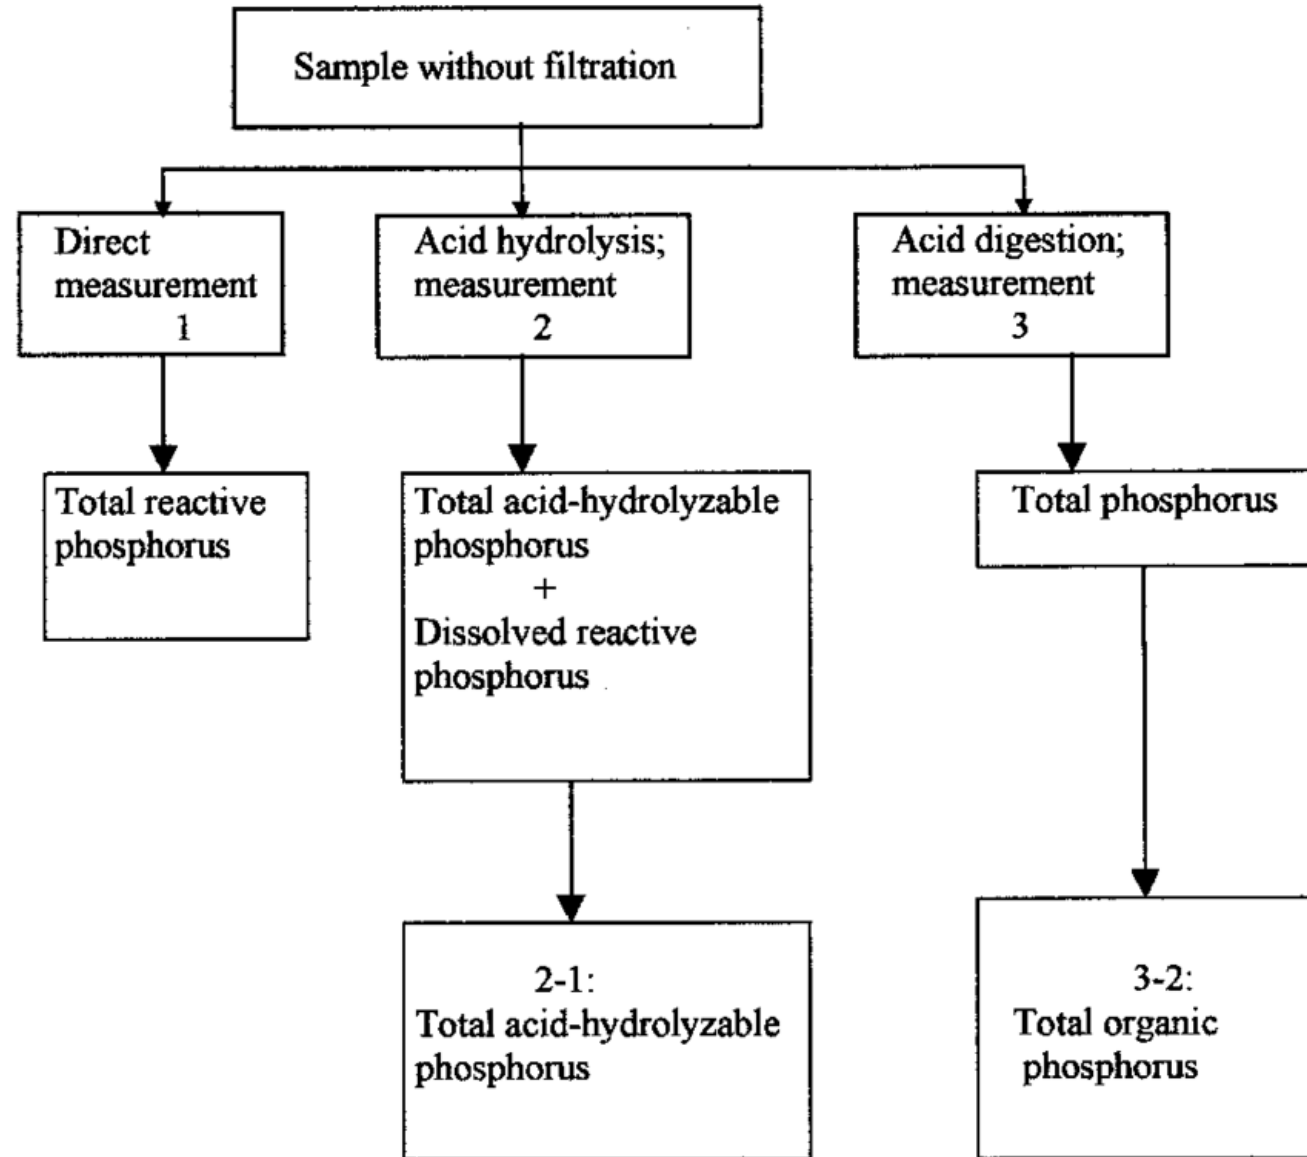 Sample without filtration
Direct
measurement
1
Acid hydrolysis;
measurement
2
Acid digestion;
measurement
3
Total reactive
phosphorus
Total acid-hydrolyzable
phosphorus
+
Dissolved reactive
phosphorus
Total phosphorus
2-1:
Total acid-hydrolyzable
phosphorus
3-2:
Total organic
phosphorus